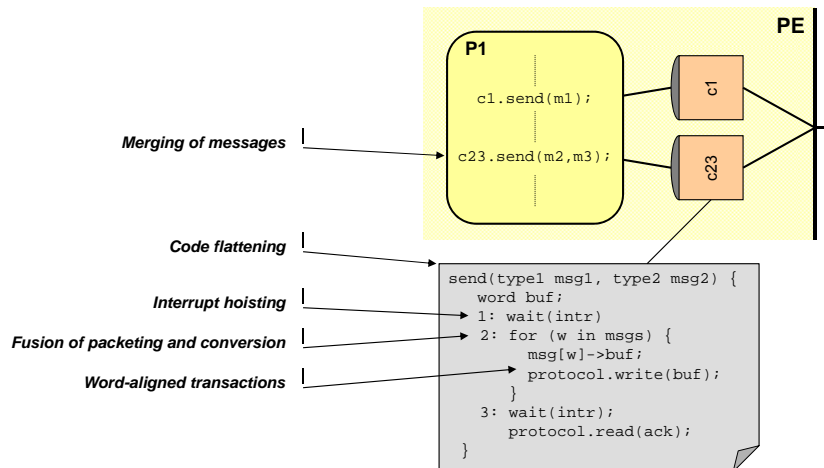 PE
P1
c1.send(m1);
c1
Merging of messages
c23.send(m2,m3);
c23
Code flattening
Interrupt hoisting
Fusion of packeting and conversion
Word-aligned transactions
send(type1 msg1, type2 msg2) {
word buf;
1: wait(intr)
2: for (w in msgs) {
msg[w]->buf;
protocol.write(buf);
}
3: wait(intr);
protocol.read(ack);
}